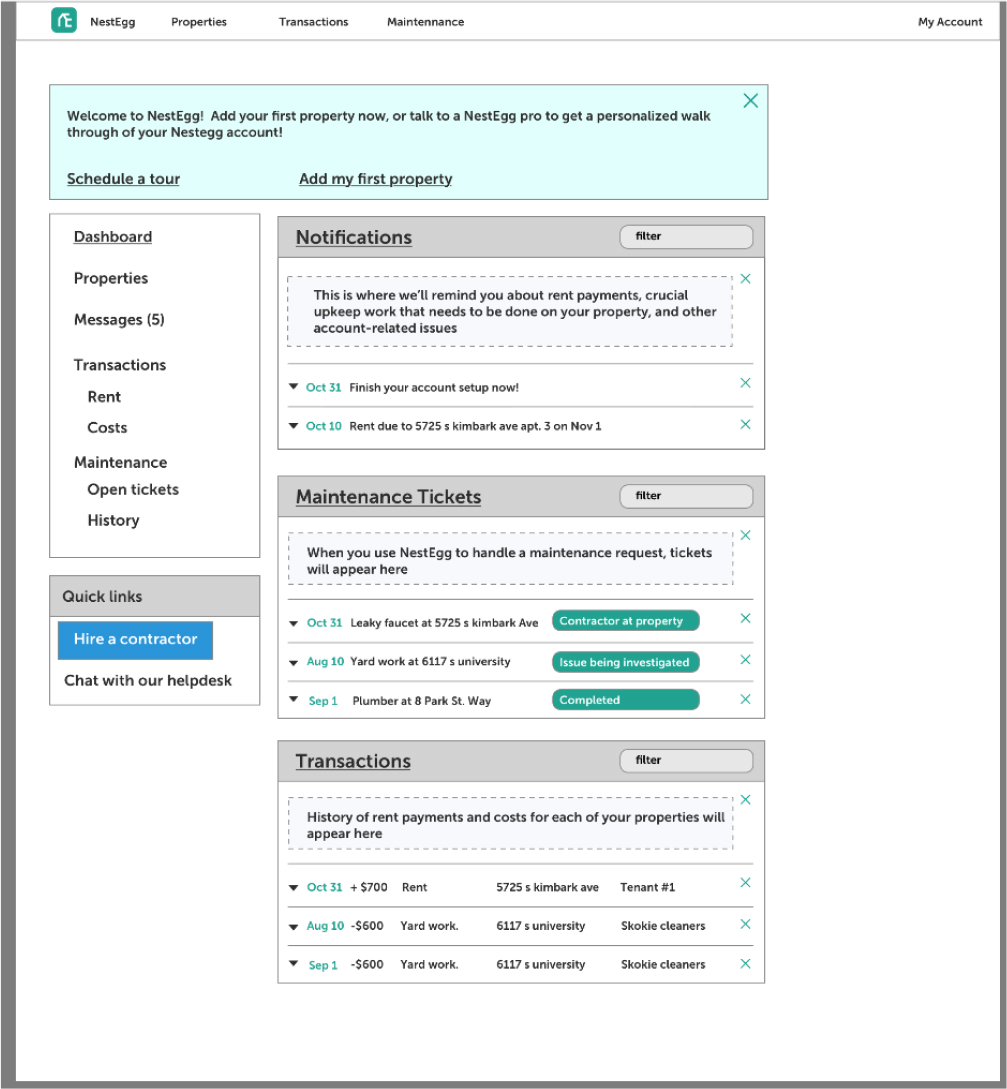 NestEgg Properties Transactions Maintennance My Account
Welcome to NestEgg! Add your first property now, or talk to a NestEgg pro to get a personalized walk
through of your Nestegg account!
Schedule a tour Add my first property
Dashboard
Properties
Messages (5)
Transactions
Rent
Costs
Maintenance
Open tickets
History
Quick links
Hire a contractor
Chat with our helpdesk
Notifications filter
This is where we'll remind you about rent payments, crucial
upkeep work that needs to be done on your property, and other
account-related issues
Oct 31 Finish your account setup now!
Oct 10 Rent due to 5725 s kimbark ave apt. 3 on Nov 1
Maintenance Tickets filter
When you use NestEgg to handle a maintenance request, tickets
will appear here
Oct 31 Leaky faucet at 5725 s kimbark Ave Contractor at property
Aug 10 Yard work at 6117 s university Issue being investigated
Sep 1 Plumber at 8 Park St. Way Completed
Transactions filter
History of rent payments and costs for each of your properties will
appear here
Oct 31 + $700 Rent 5725 s kimbark ave Tenant #1
Aug 10 -$600 Yard work. 6117 s university Skokie cleaners
Sep 1 -$600 Yard work. 6117 s university Skokie cleaners